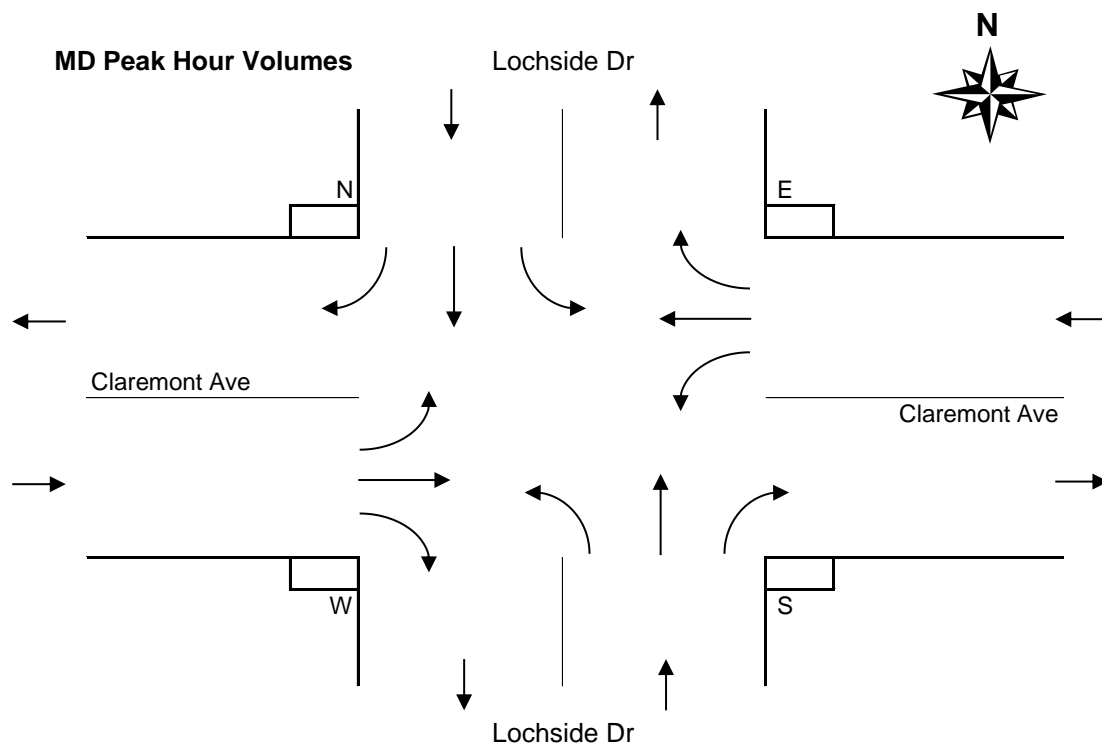 N
MD Peak Hour Volumes
Lochside Dr
N
E
Claremont Ave
Claremont Ave
W
S
Lochside Dr